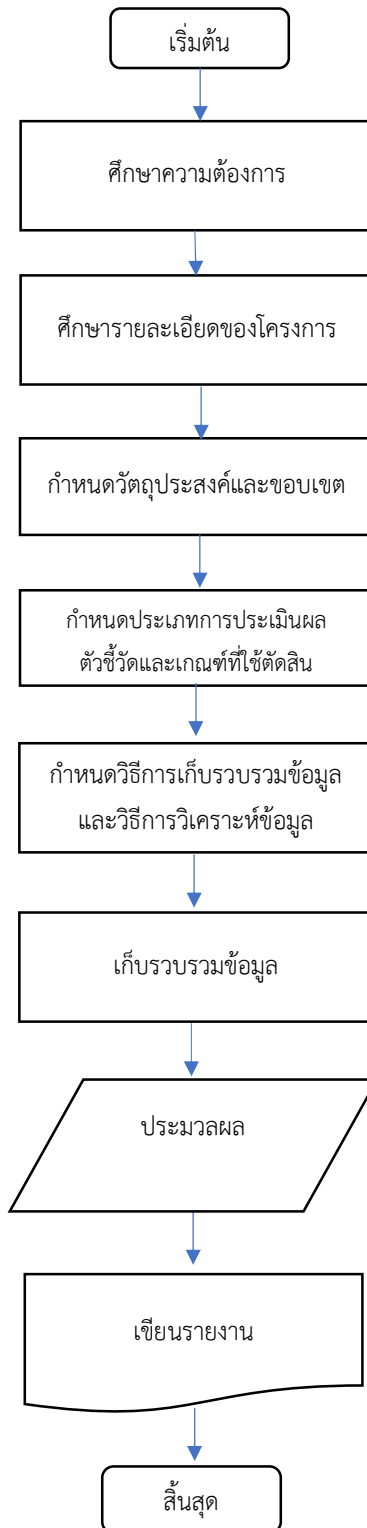 เริ่มต้น
ศึกษาความต้องการ
ศึกษารายละเอียดของโครงการ
กำหนดวัตถุประสงค์และขอบเขต
กำหนดประเภทการประเมินผล
ตัวชี้วัดและเกณฑ์ที่ใช้ตัดสิน
กำหนดวิธีการเก็บรวบรวมข้อมูล
และวิธีการวิเคราะห์ข้อมูล
เก็บรวบรวมข้อมูล
ประมวลผล
เขียนรายงาน
สิ้นสุด